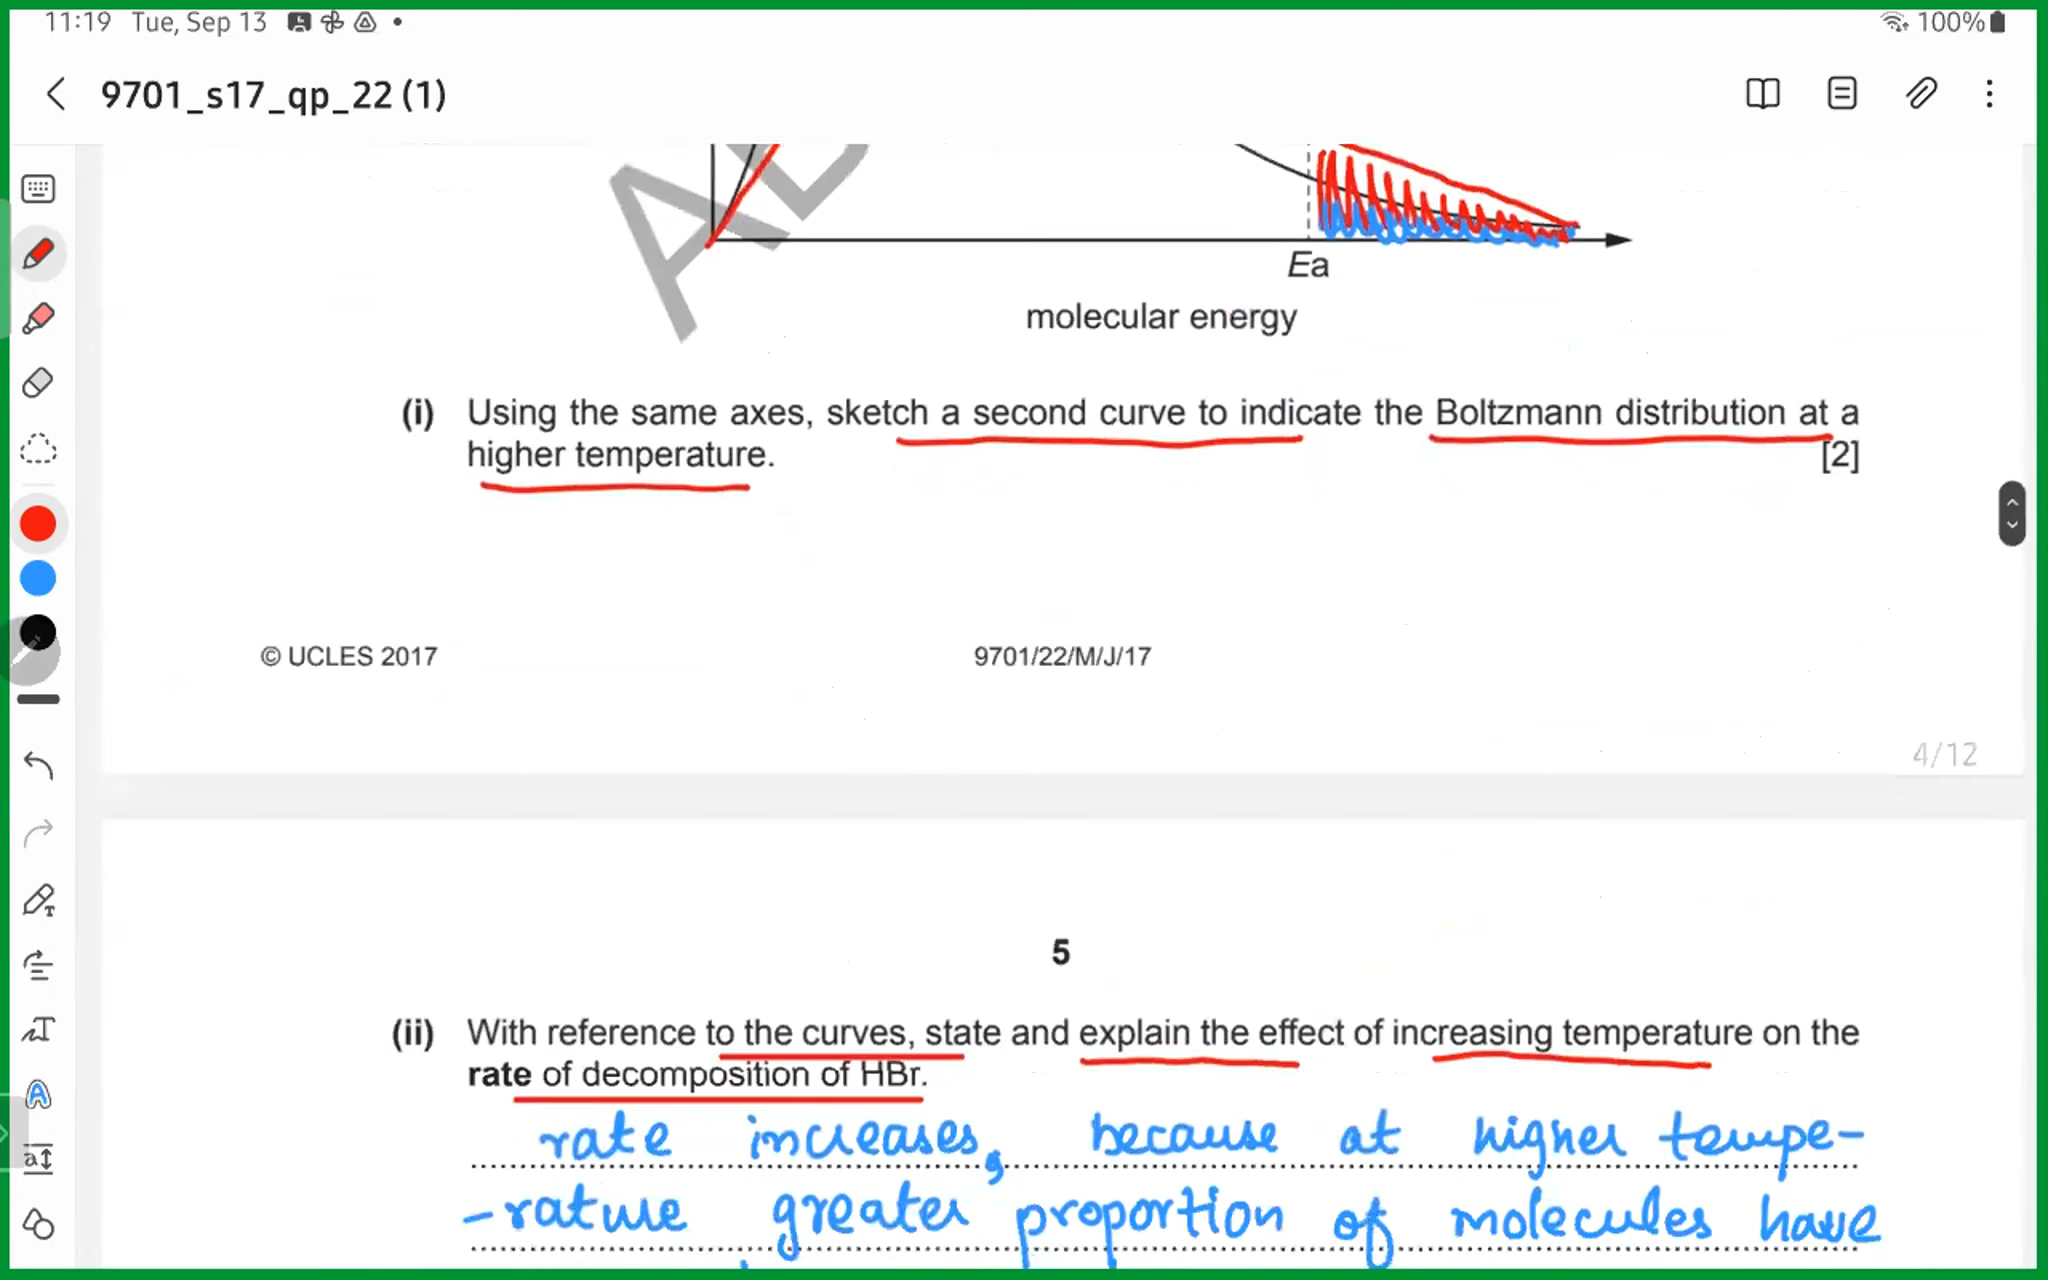 11:19 Tue, Sep 13
100%
9701_s17_qp_22 (1)
Ea
molecular energy
(i) Using the same axes, sketch a second curve to indicate the Boltzmann distribution at a
higher temperature. [2]
© UCLES 2017 9701/22/M/J/17
4/12
5
(ii) With reference to the curves, state and explain the effect of increasing temperature on the
rate of decomposition of HBr.
rate increases, because at higher tempe-
-rature greater proportion of molecules have